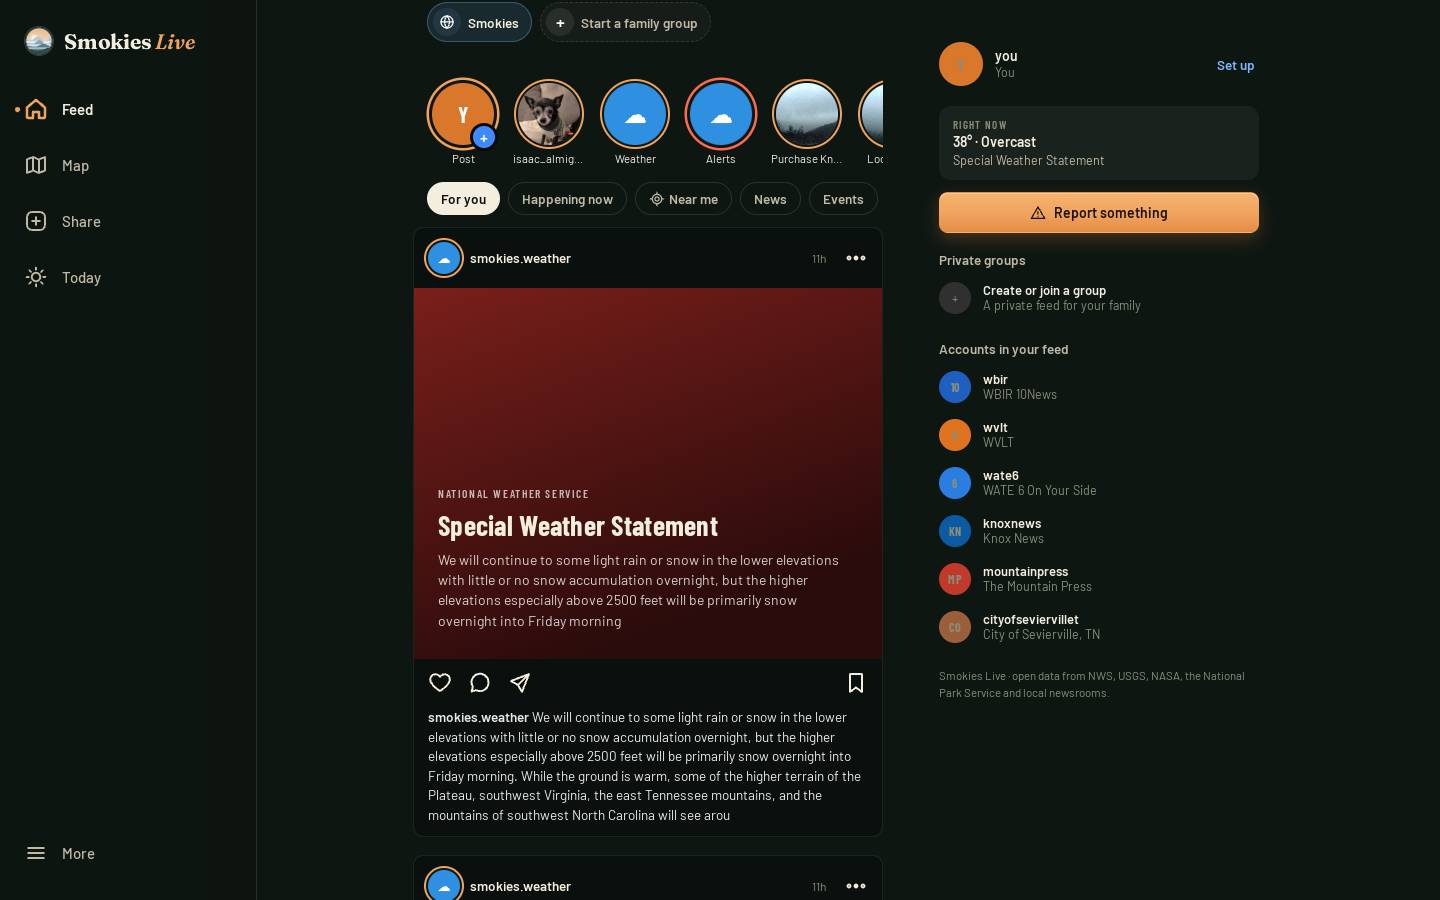 Smokies Live
Feed
Map
Share
Today
More
Smokies
+ Start a family group
Y
+
Post
isaac_almig...
Weather
Alerts
Purchase Kn...
Loc
For you
Happening now
Near me
News
Events
smokies.weather
11h
NATIONAL WEATHER SERVICE
Special Weather Statement
We will continue to some light rain or snow in the lower elevations
with little or no snow accumulation overnight, but the higher
elevations especially above 2500 feet will be primarily snow
overnight into Friday morning
smokies.weather We will continue to some light rain or snow in the lower
elevations with little or no snow accumulation overnight, but the higher
elevations especially above 2500 feet will be primarily snow overnight into
Friday morning. While the ground is warm, some of the higher terrain of the
Plateau, southwest Virginia, the east Tennessee mountains, and the
mountains of southwest North Carolina will see arou
smokies.weather
11h
you
You
Set up
RIGHT NOW
38° · Overcast
Special Weather Statement
Report something
Private groups
+
Create or join a group
A private feed for your family
Accounts in your feed
10
wbir
WBIR 10News
wvlt
WVLT
6
wate6
WATE 6 On Your Side
KN
knoxnews
Knox News
MP
mountainpress
The Mountain Press
CO
cityofseviervillet
City of Sevierville, TN
Smokies Live · open data from NWS, USGS, NASA, the National
Park Service and local newsrooms.